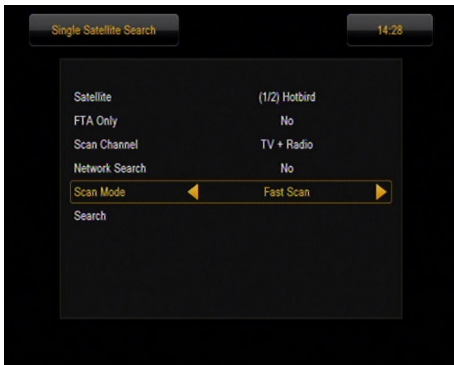 Single Satellite Search 14:28
Satellite (1/2) Hotbird
FTA Only No
Scan Channel TV + Radio
Network Search No
Scan Mode Fast Scan
Search